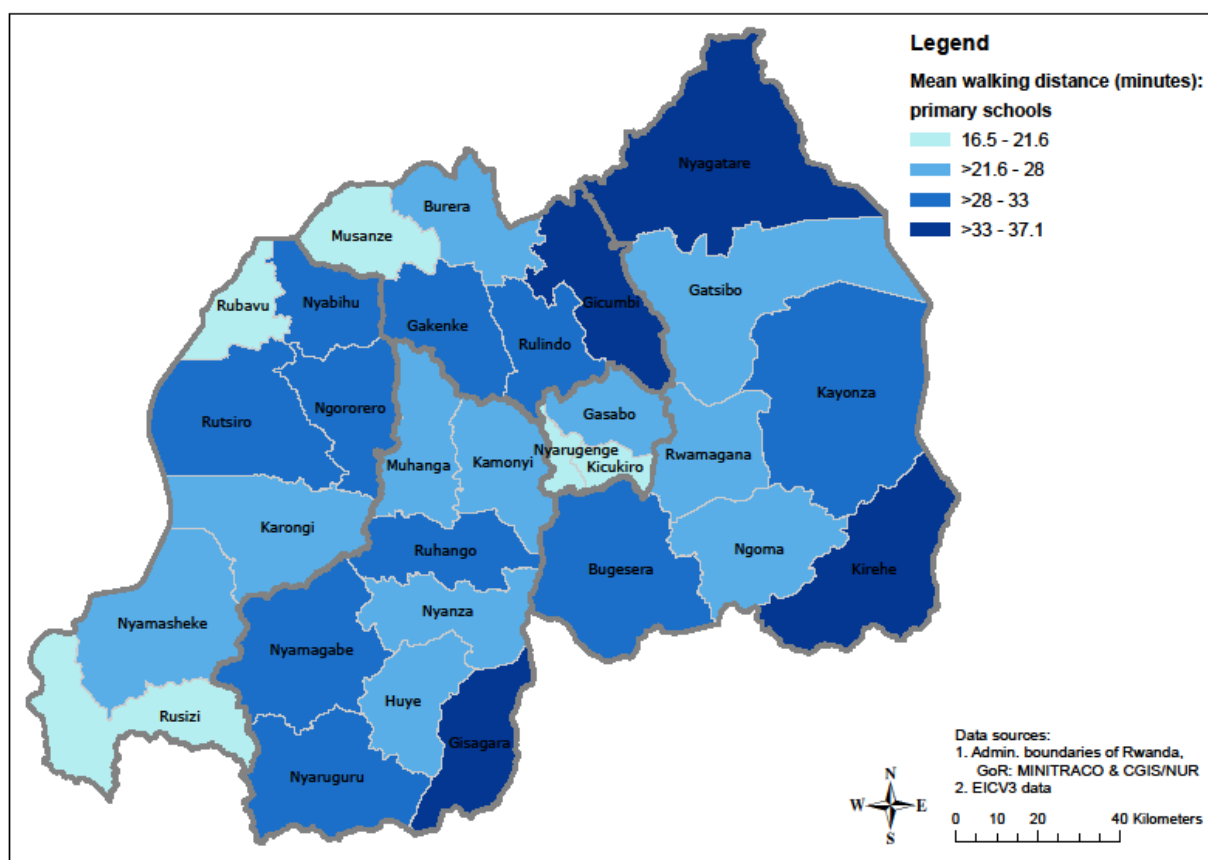 Legend
Mean walking distance (minutes):
primary schools
16.5 - 21.6
>21.6 - 28
>28 - 33
>33 - 37.1
Nyagatare
Burera
Musanze
Gatsibo
Rubavu
Nyabihu
Gicumbi
Gakenke
Rulindo
Kayonza
Rutsiro
Ngororero
Gasabo
Nyarugenge
Kicukiro
Rwamagana
Muhanga
Kamonyi
Karongi
Ruhango
Ngoma
Bugesera
Kirehe
Nyanza
Nyamasheke
Nyamagabe
Huye
Rusizi
Gisagara
Nyaruguru
Data sources:
1. Admin. boundaries of Rwanda,
GoR: MINITRACO & CGIS/NUR
2. EICV3 data
N
W E
S
0 10 20 40 Kilometers